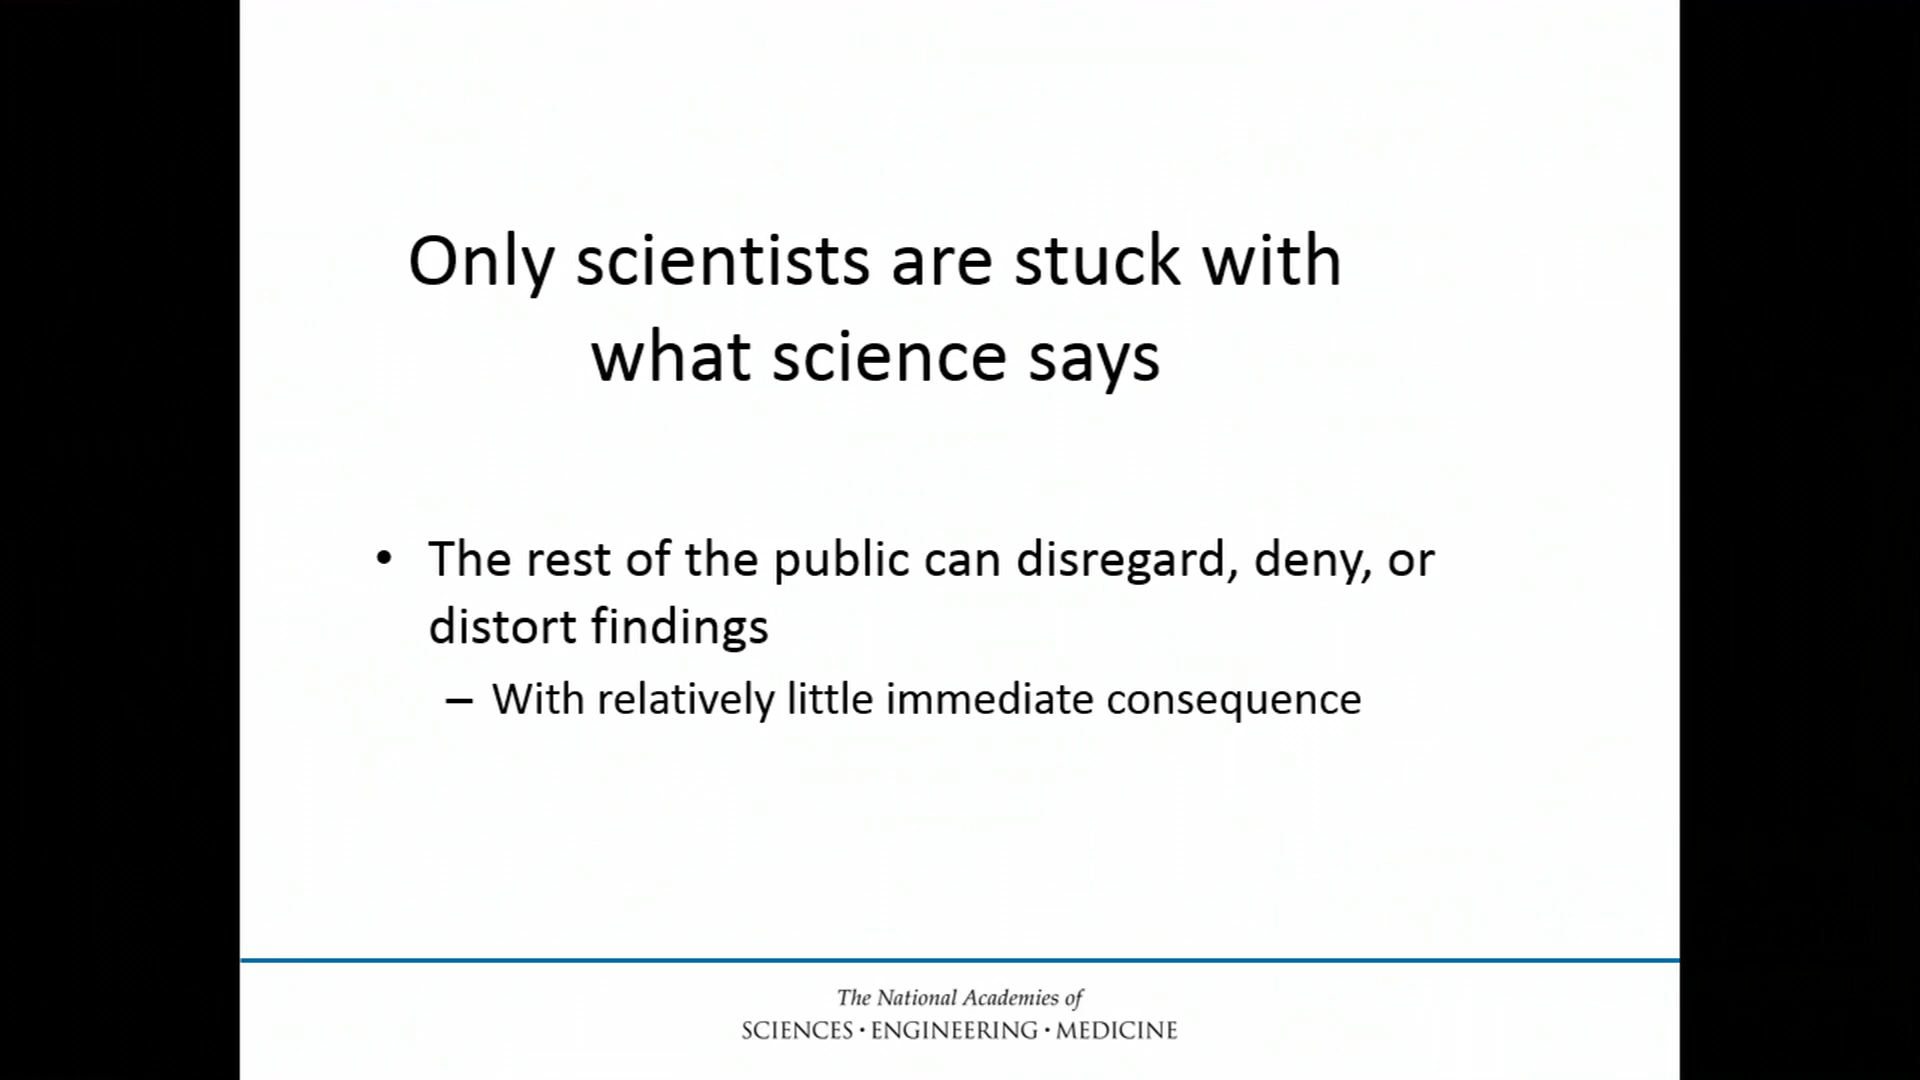 Only scientists are stuck with
what science says
• The rest of the public can disregard, deny, or
distort findings
– With relatively little immediate consequence
The National Academies of
SCIENCES · ENGINEERING · MEDICINE